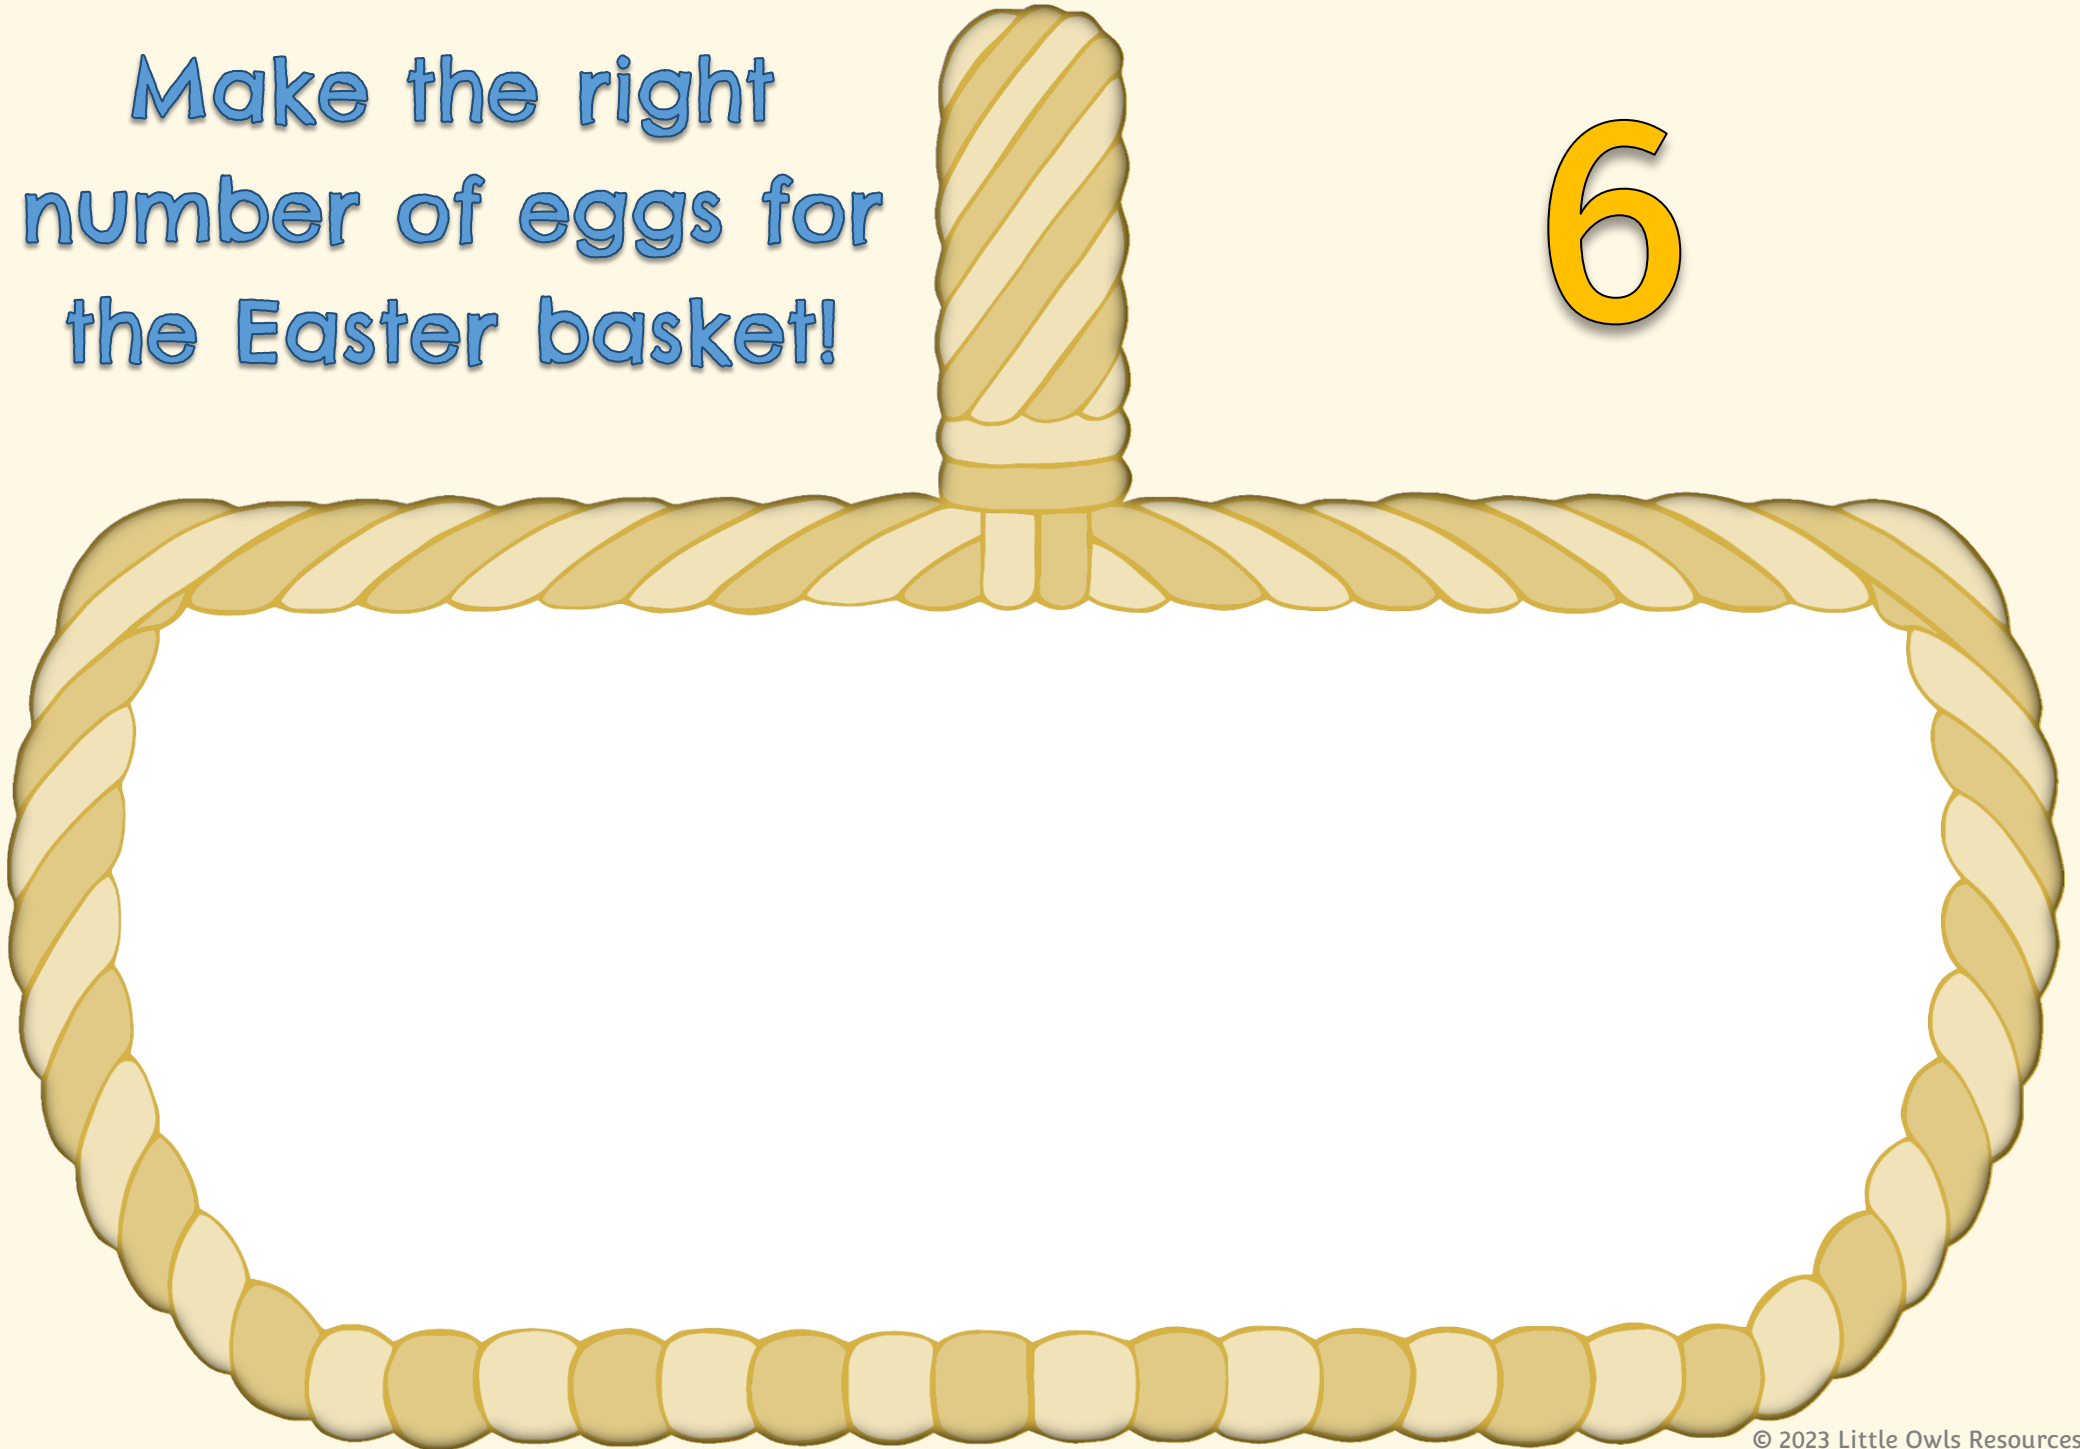 Make the right
number of eggs for
the Easter basket!
6
© 2023 Little Owls Resources